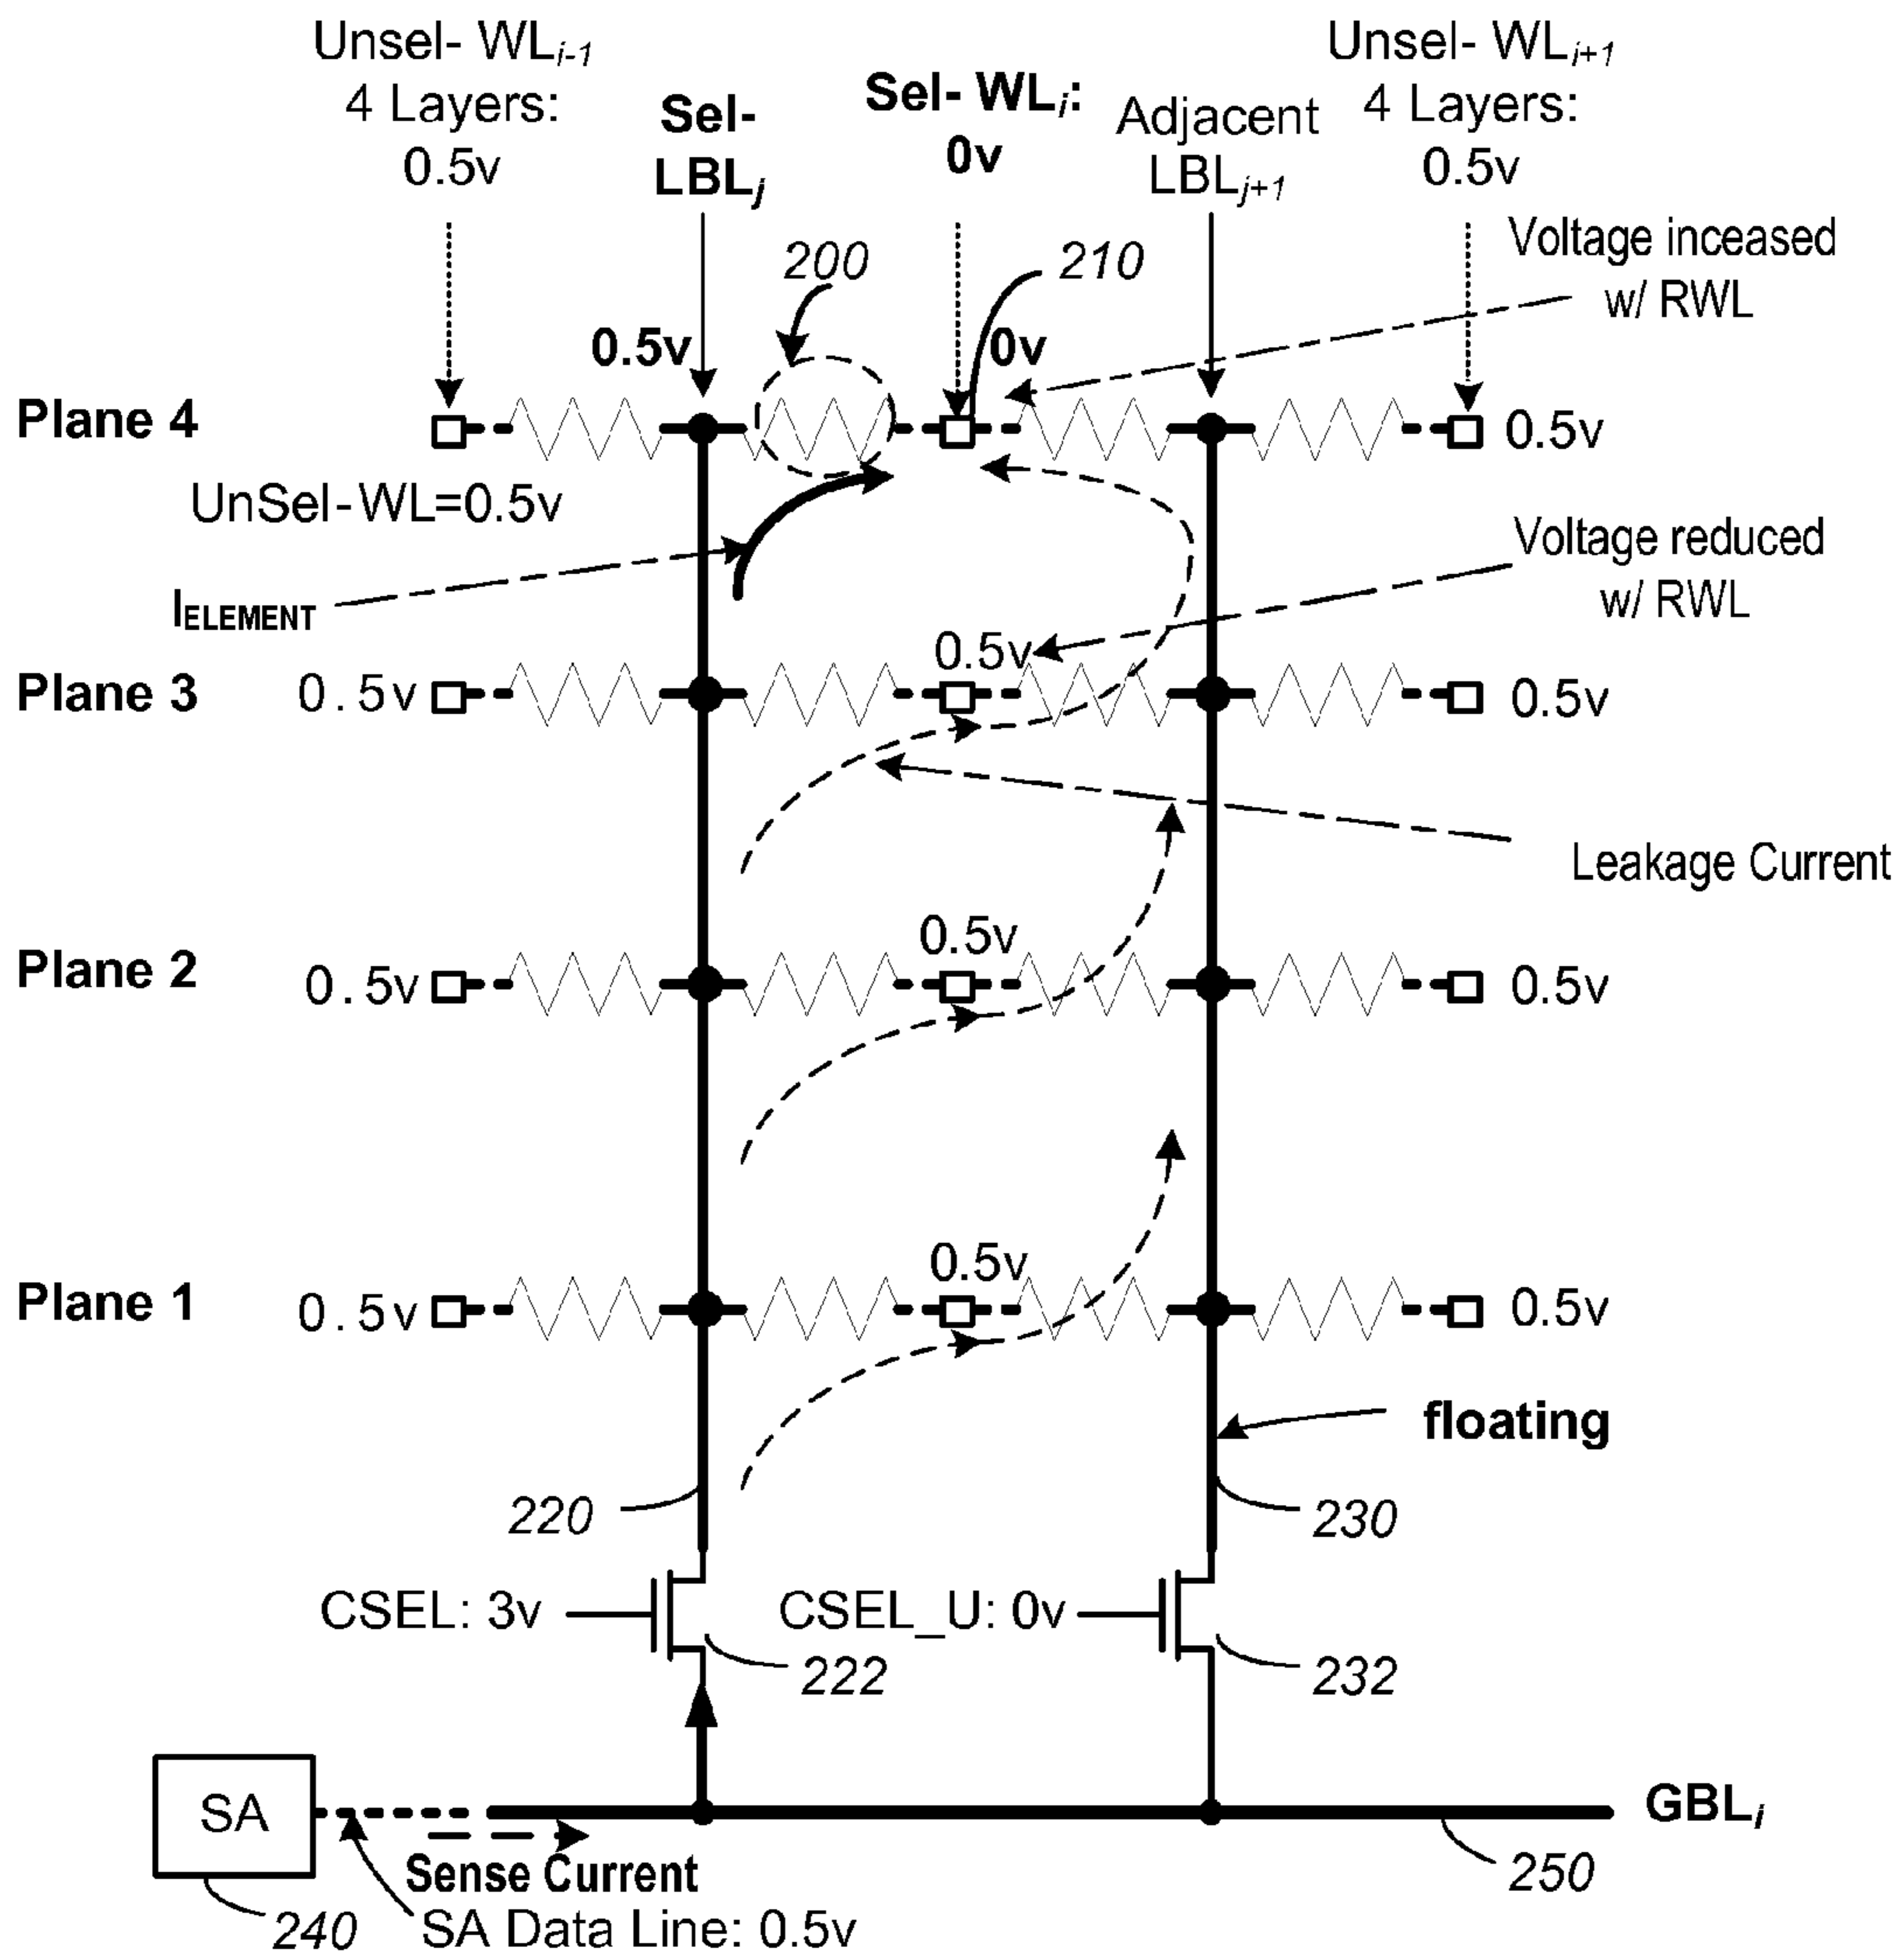 Unsel- WLi-1
4 Layers:
0.5v
Sel-
LBLj
Sel- WLi:
0v
Adjacent
LBLj+1
Unsel- WLi+1
4 Layers:
0.5v
Voltage inceased
w/ RWL
200
210
0.5v
0v
Plane 4
0.5v
UnSel-WL=0.5v
Voltage reduced
w/ RWL
IELEMENT
0.5v
Plane 3
0.5v
0.5v
Leakage Current
0.5v
Plane 2
0.5v
0.5v
0.5v
Plane 1
0.5v
0.5v
floating
220
230
CSEL: 3v
CSEL_U: 0v
222
232
SA
GBLi
Sense Current
250
240
SA Data Line: 0.5v